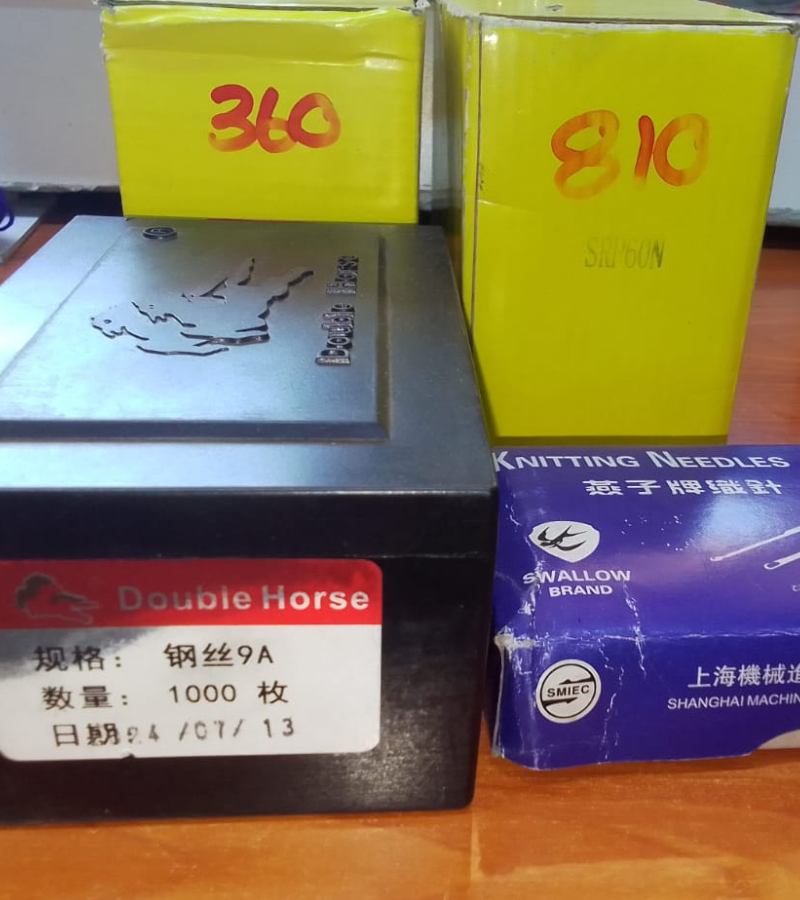 360
810
SRP60N
Double Horse
KNITTING NEEDLES
燕子牌織針
SWALLOW
BRAND
Double Horse
规格: 钢丝9A
数量: 1000 枚
日期:24 /07/ 13
SMIEC
上海機械進
SHANGHAI MACHIN